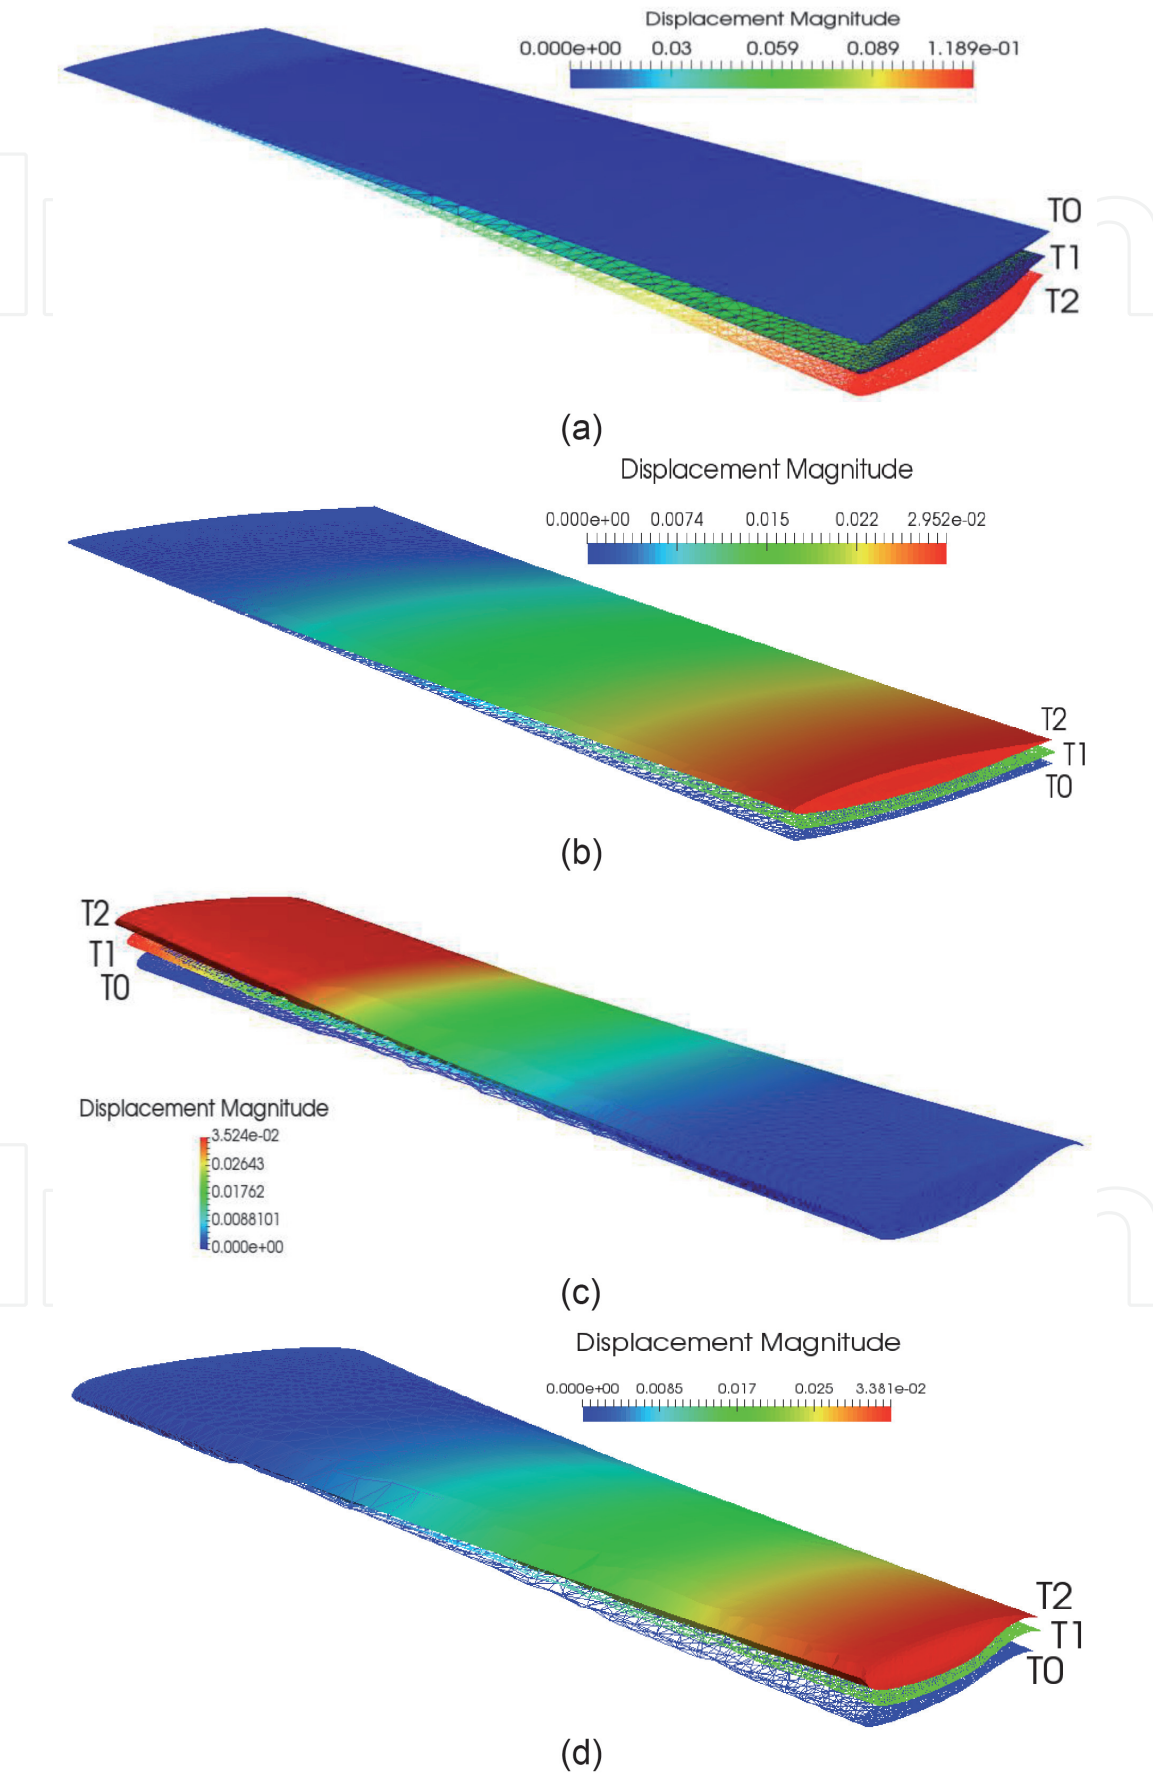 Displacement Magnitude
0.000e+00 0.03 0.059 0.089 1.189e-01
T0
T1
T2
(a)
Displacement Magnitude
0.000e+00 0.0074 0.015 0.022 2.952e-02
T2
T1
T0
(b)
T2
T1
T0
Displacement Magnitude
3.524e-02
0.02643
0.01762
0.0088101
0.000e+00
(c)
Displacement Magnitude
0.000e+00 0.0085 0.017 0.025 3.381e-02
T2
T1
T0
(d)